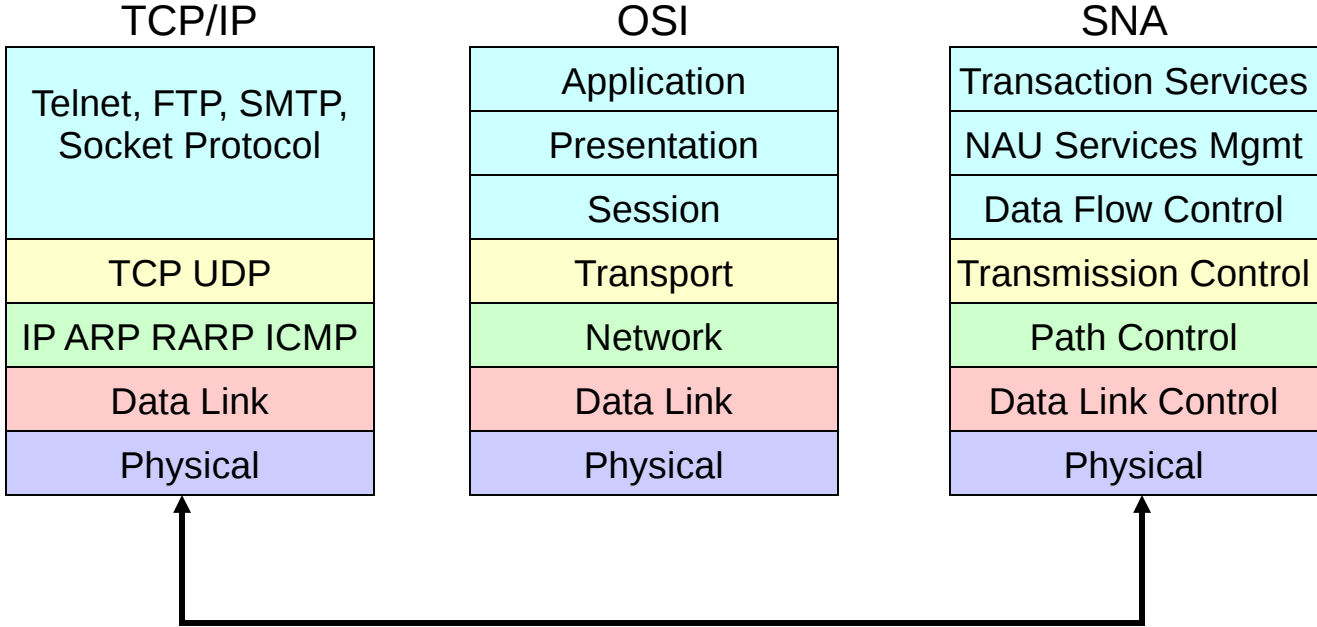 TCP/IP
Telnet, FTP, SMTP,
Socket Protocol
TCP UDP
IP ARP RARP ICMP
Data Link
Physical
OSI
Application
Presentation
Session
Transport
Network
Data Link
Physical
SNA
Transaction Services
NAU Services Mgmt
Data Flow Control
Transmission Control
Path Control
Data Link Control
Physical